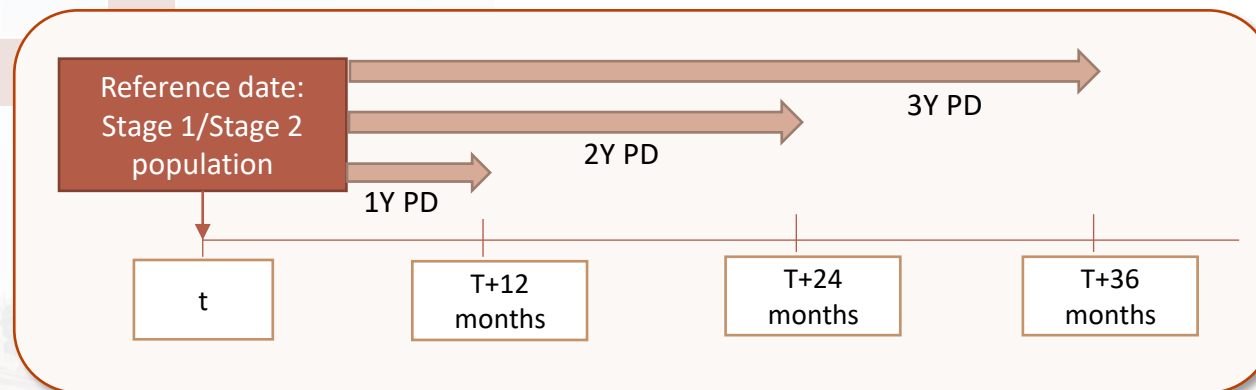 Reference date:
Stage 1/Stage 2
population
3Y PD
2Y PD
1Y PD
t
T+12
months
T+24
months
T+36
months